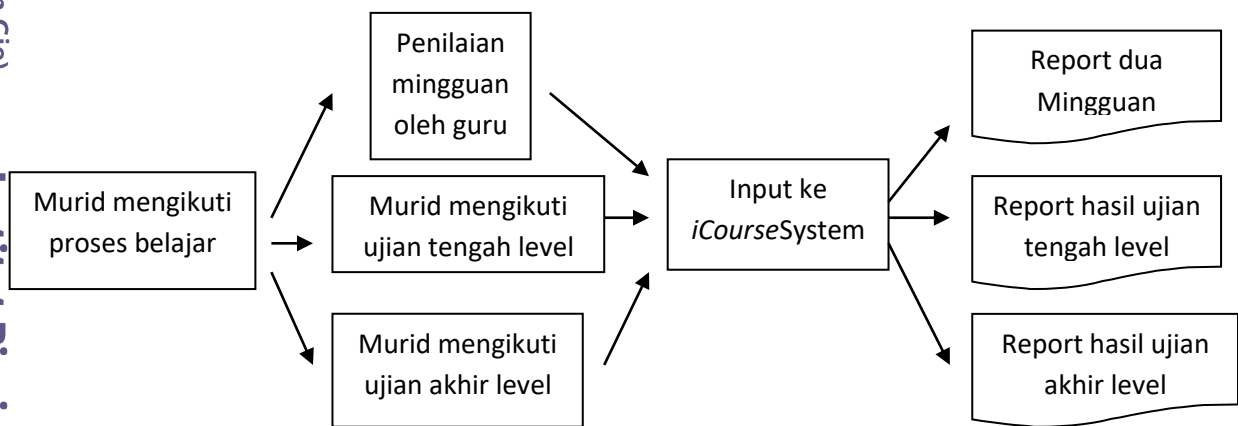 Murid mengikuti
proses belajar
Penilaian
mingguan
oleh guru
Murid mengikuti
ujian tengah level
Murid mengikuti
ujian akhir level
Input ke
iCourseSystem
Report dua
Mingguan
Report hasil ujian
tengah level
Report hasil ujian
akhir level